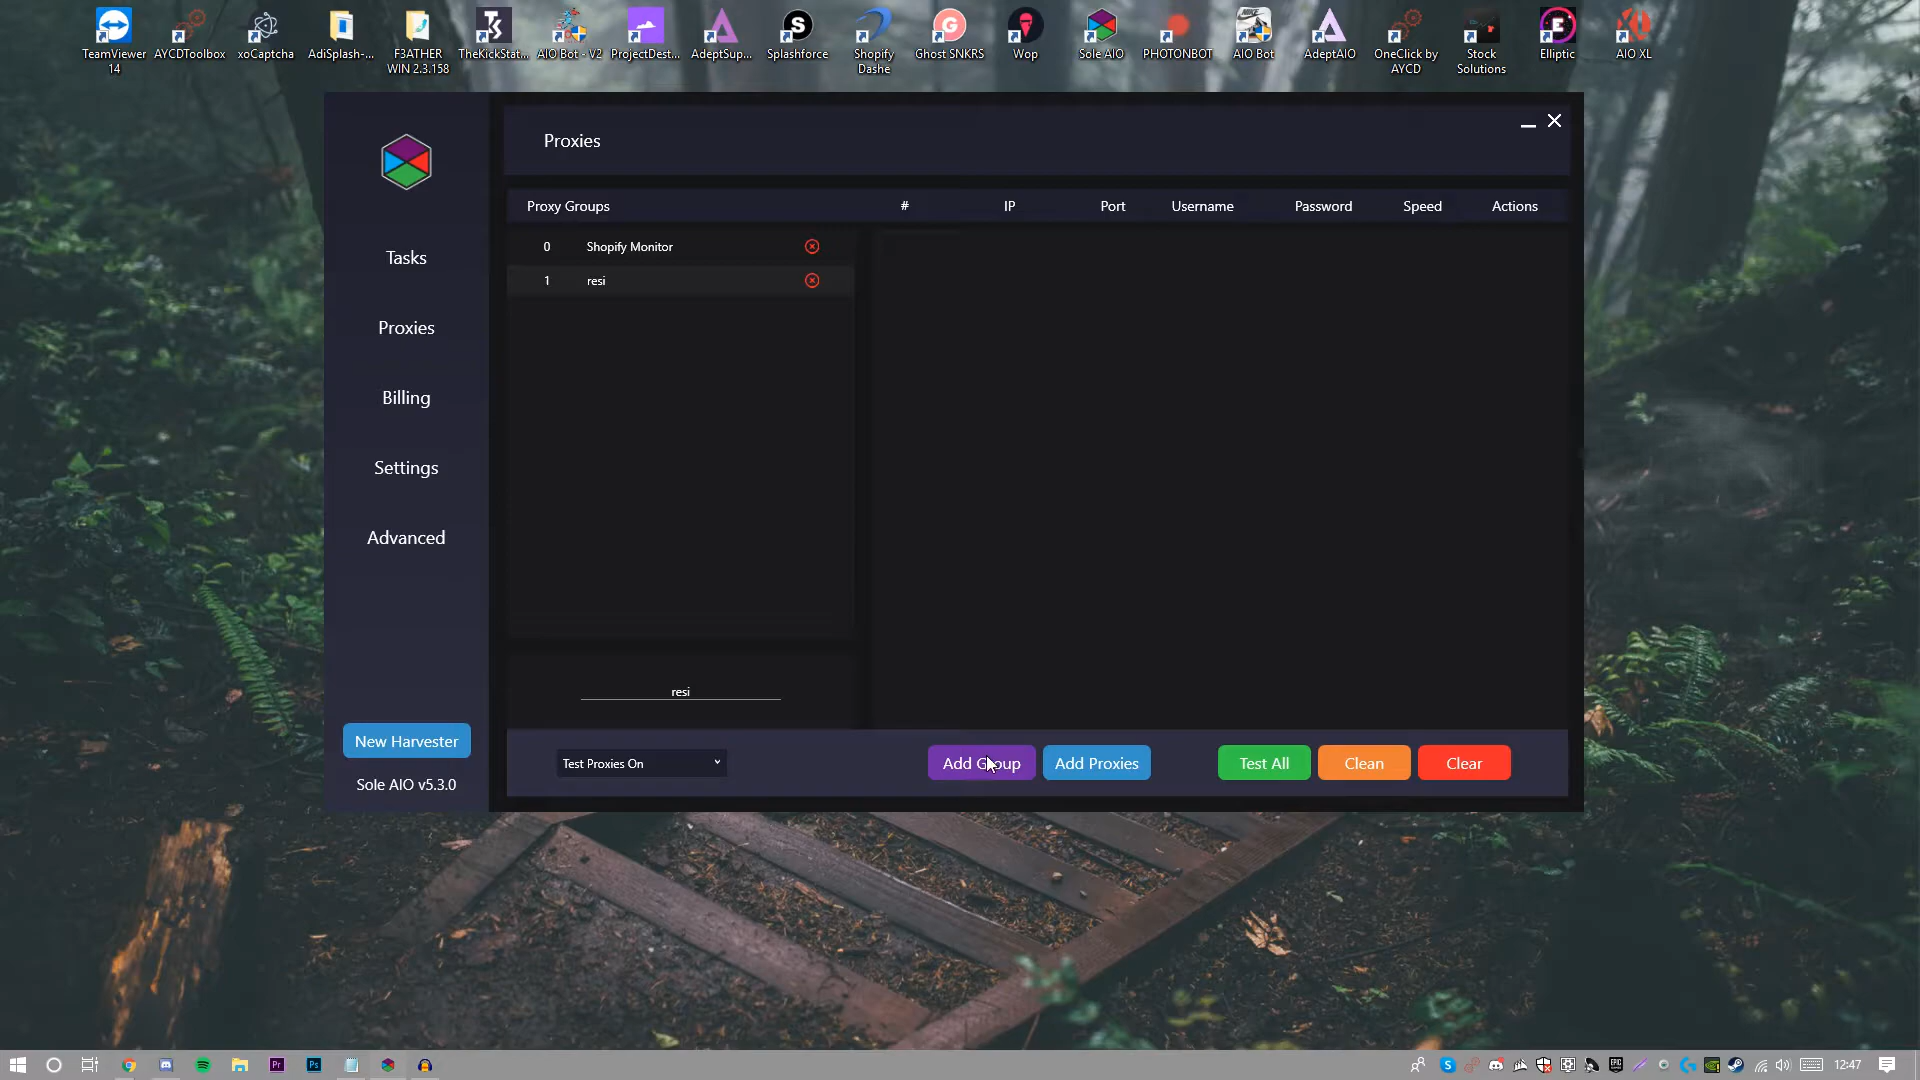 TeamViewer 14
AYCDToolbox
xoCaptcha
AdiSplash-...
F3ATHER WIN 2.3.158
TheKickStat...
AIO Bot - V2
ProjectDest...
AdeptSup...
Splashforce
Shopify Dashe
Ghost SNKRS
Wop
Sole AIO
PHOTONBOT
AIO Bot
AdeptAIO
OneClick by AYCD
Stock Solutions
Elliptic
AIO XL
Proxies
Proxy Groups
# IP Port Username Password Speed Actions
0 Shopify Monitor
1 resi
Tasks
Proxies
Billing
Settings
Advanced
New Harvester
Sole AIO v5.3.0
resi
Test Proxies On
Add Group
Add Proxies
Test All
Clean
Clear
12:47